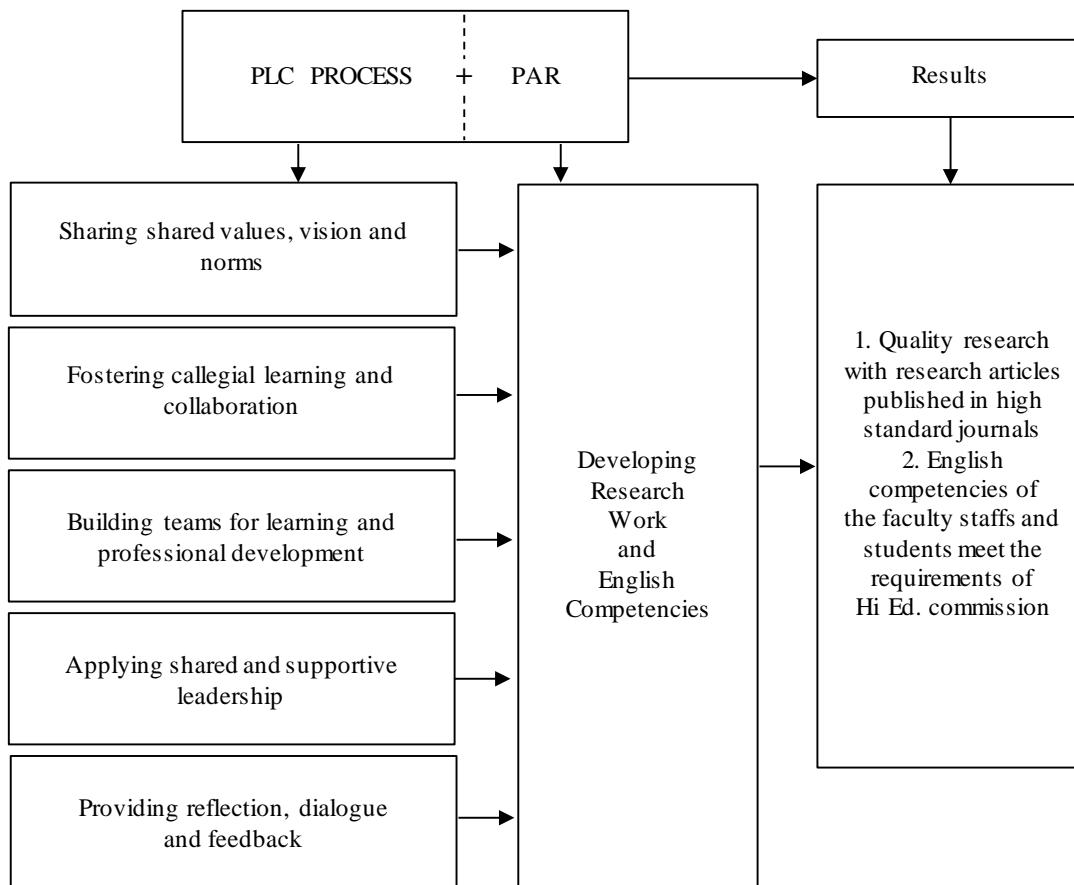 PLC PROCESS + PAR
Results
Sharing shared values, vision and
norms
Fostering callegial learning and
collaboration
Building teams for learning and
professional development
Applying shared and supportive
leadership
Providing reflection, dialogue
and feedback
Developing
Research
Work
and
English
Competencies
1. Quality research
with research articles
published in high
standard journals
2. English
competencies of
the faculty staffs and
students meet the
requirements of
Hi Ed. commission